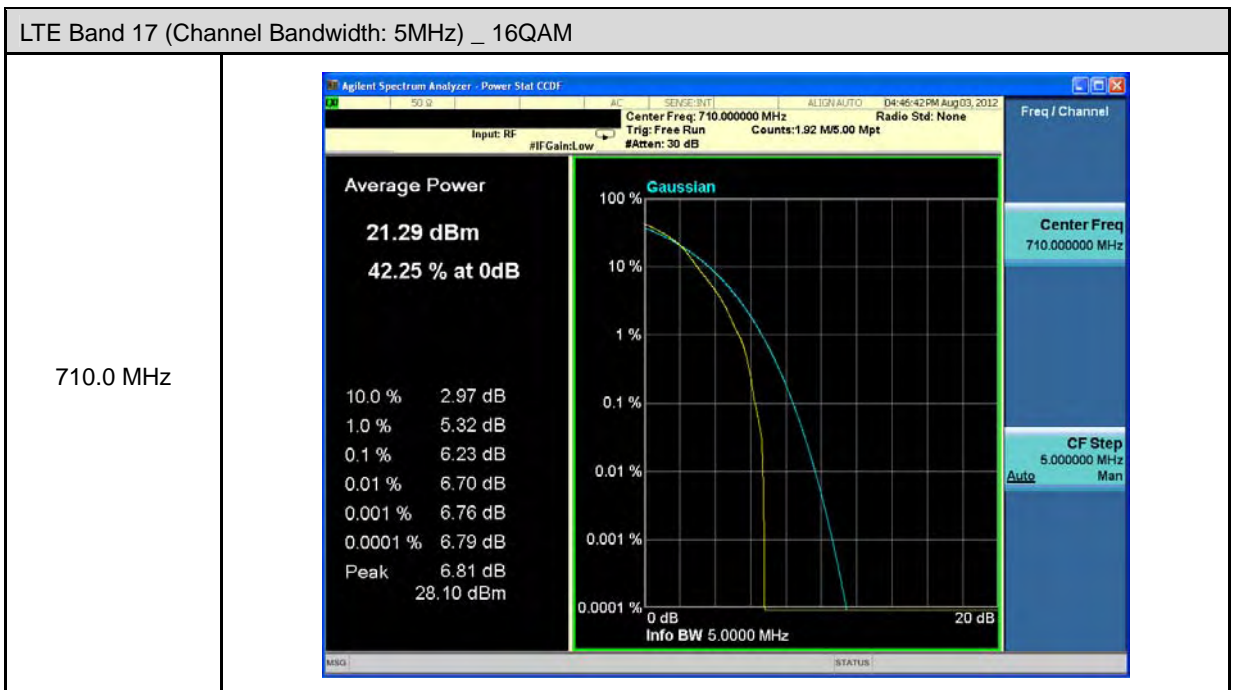 LTE Band 17 (Channel Bandwidth: 5MHz) _ 16QAM
710.0 MHz
Agilent Spectrum Analyzer - Power Stat CCDF
50 Ω AC SENSE:INT ALIGN AUTO 04:46:42 PM Aug 03, 2012
Center Freq: 710.000000 MHz Radio Std: None
Input: RF Trig: Free Run Counts:1.92 M/5.00 Mpt
#IFGain:Low #Atten: 30 dB
Freq / Channel
Average Power
21.29 dBm
42.25 % at 0dB
10.0 % 2.97 dB
1.0 % 5.32 dB
0.1 % 6.23 dB
0.01 % 6.70 dB
0.001 % 6.76 dB
0.0001 % 6.79 dB
Peak 6.81 dB
28.10 dBm
Gaussian
100 %
10 %
1 %
0.1 %
0.01 %
0.001 %
0.0001 %
0 dB 20 dB
Info BW 5.0000 MHz
Center Freq
710.000000 MHz
CF Step
5.000000 MHz
Auto Man
MSG STATUS